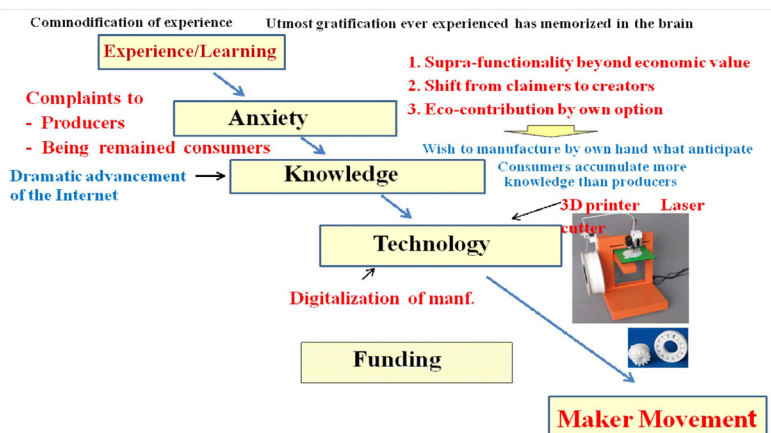 Commodification of experience
Utmost gratification ever experienced has memorized in the brain
Experience/Learning
1. Supra-functionality beyond economic value
2. Shift from claimers to creators
3. Eco-contribution by own option
Complaints to
- Producers
- Being remained consumers
Anxiety
Wish to manufacture by own hand what anticipate
Consumers accumulate more
knowledge than producers
Dramatic advancement
of the Internet
Knowledge
3D printer Laser
cutter
Technology
Digitalization of manf.
Funding
Maker Movement